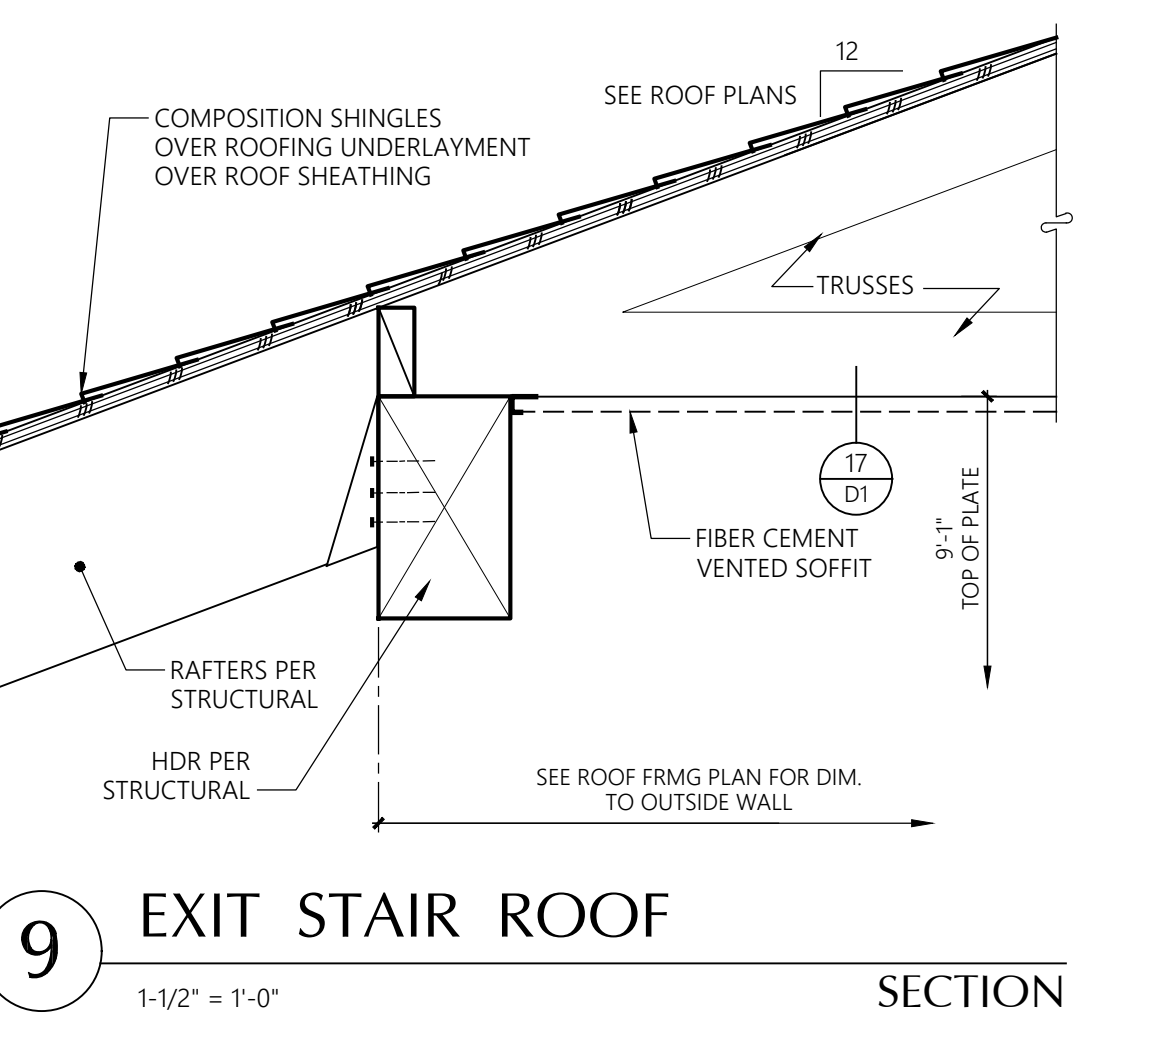 12
SEE ROOF PLANS
COMPOSITION SHINGLES
OVER ROOFING UNDERLAYMENT
OVER ROOF SHEATHING
TRUSSES
17
D1
9'-1"
TOP OF PLATE
FIBER CEMENT
VENTED SOFFIT
RAFTERS PER
STRUCTURAL
HDR PER
STRUCTURAL
SEE ROOF FRMG PLAN FOR DIM.
TO OUTSIDE WALL
9
EXIT STAIR ROOF
SECTION
1-1/2" = 1'-0"